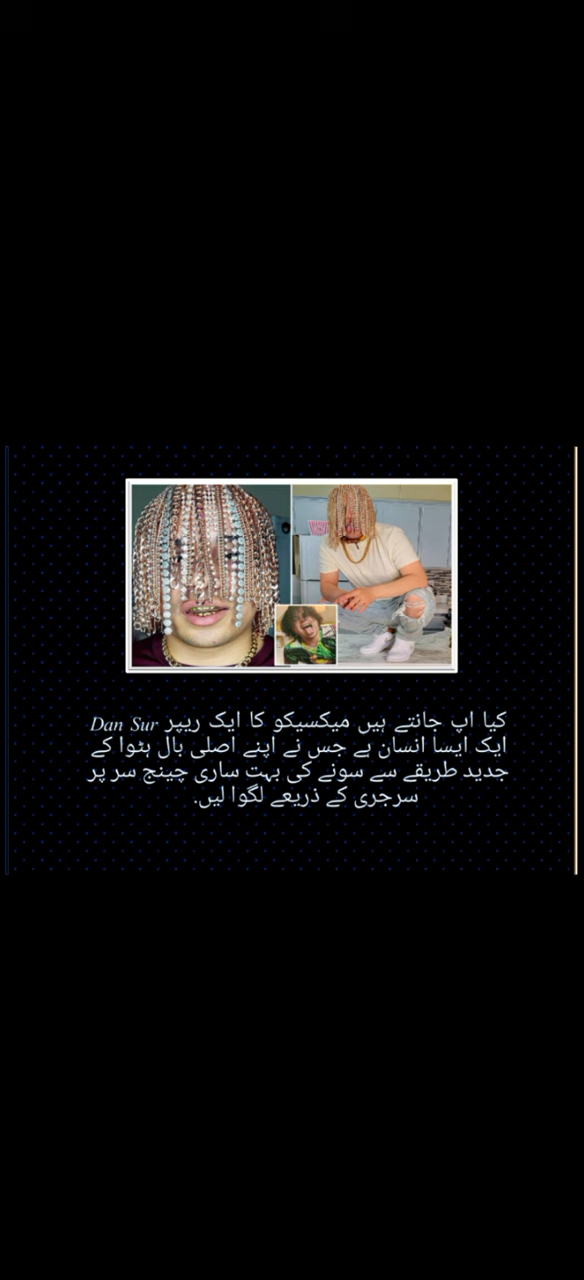 کیا اپ جانتے ہیں میکسیکو کا ایک ریپر Dan Sur
ایک ایسا انسان ہے جس نے اپنے اصلی بال ہٹوا کے
جدید طریقے سے سونے کی بہت ساری چینج سر پر
سرجری کے ذریعے لگوا لیں.